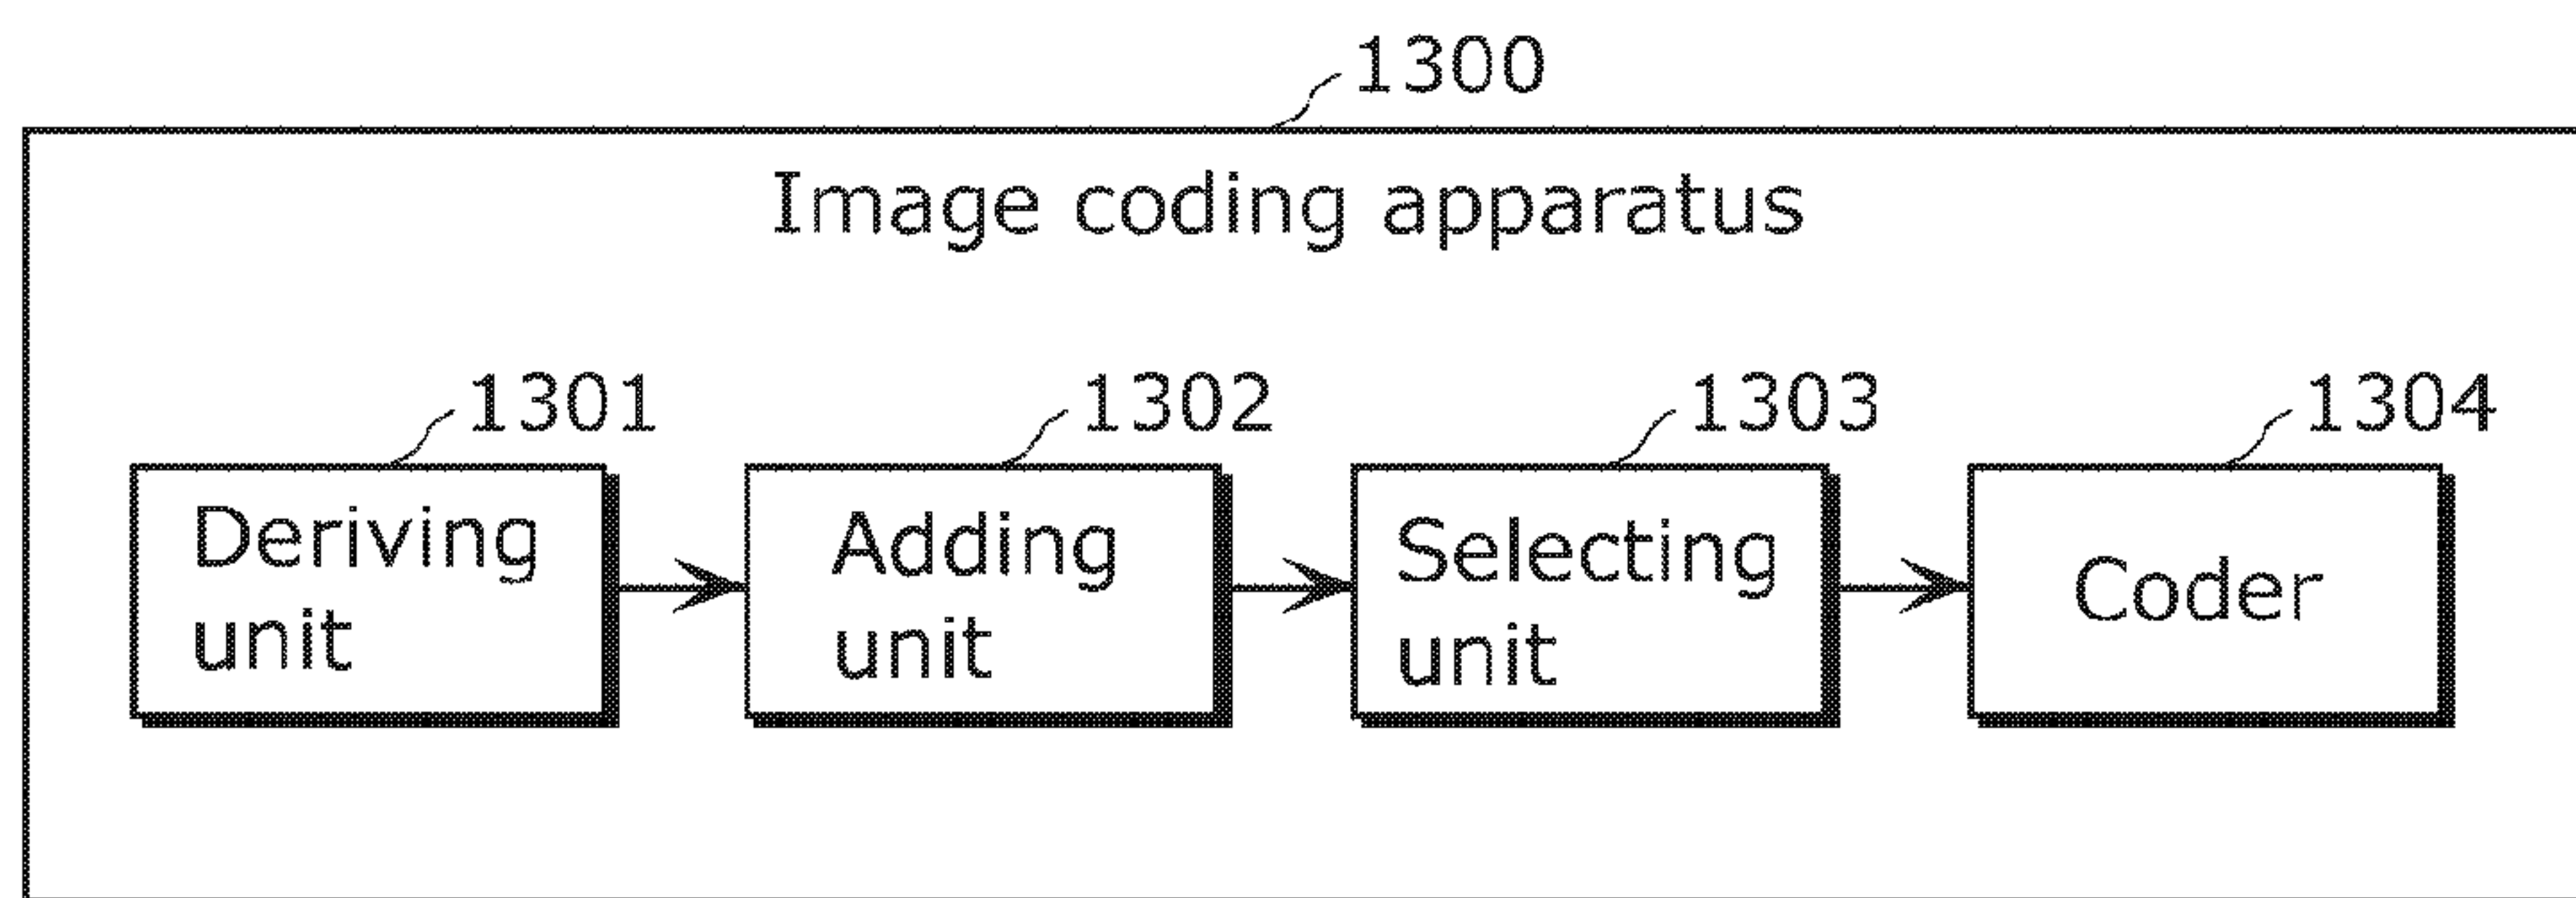 1300
Image coding apparatus
1301
1302
1303
1304
Deriving
unit
Adding
unit
Selecting
unit
Coder